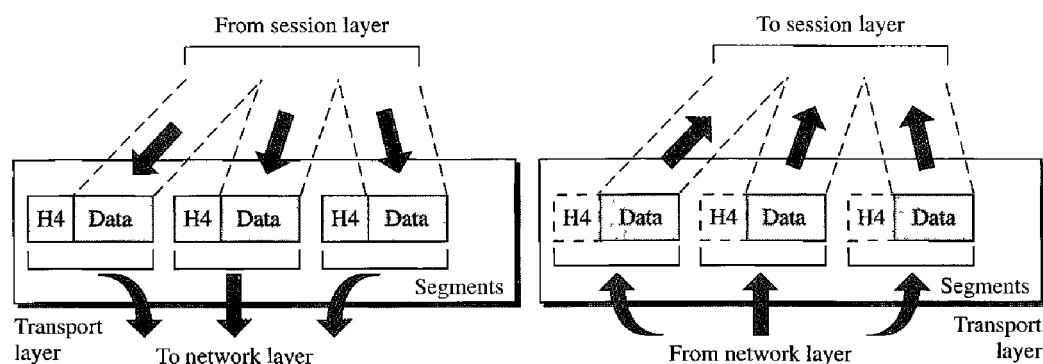 From session layer
H4 Data H4 Data H4 Data
Segments
Transport
layer
To network layer
To session layer
H4 Data H4 Data H4 Data
Segments
Transport
layer
From network layer